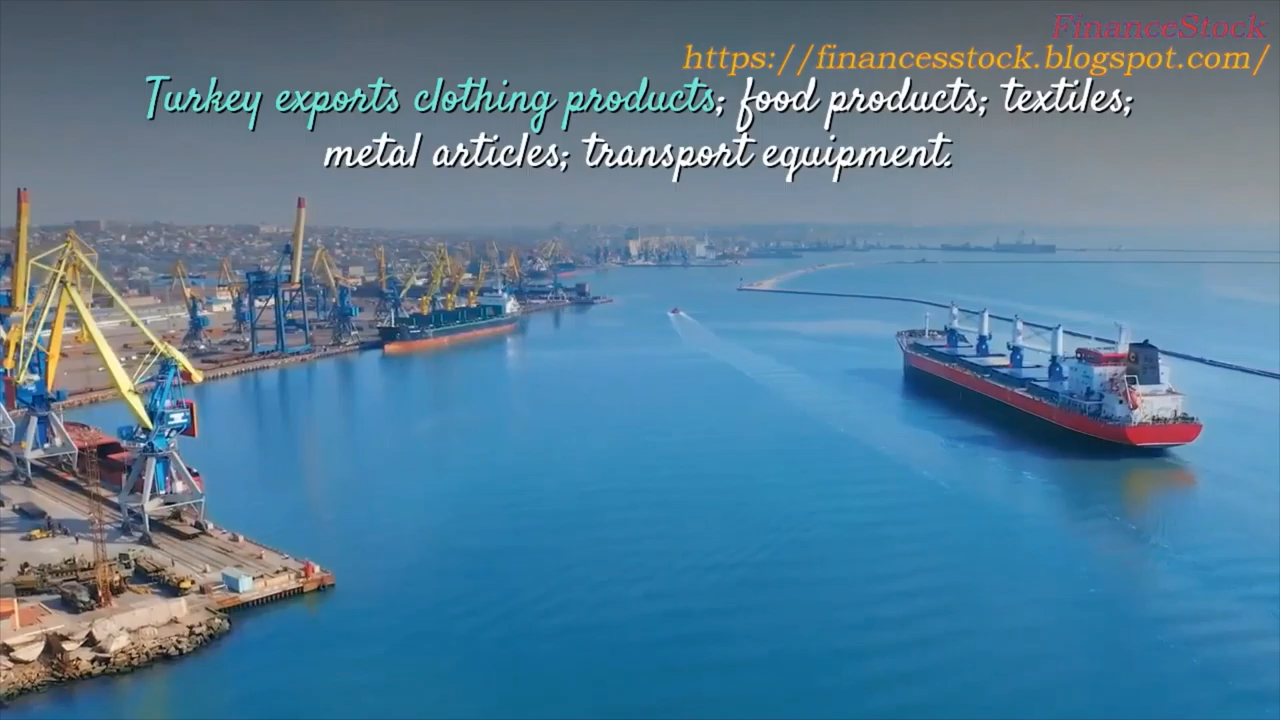 FinanceStock
https://financesstock.blogspot.com/
Turkey exports clothing products; food products; textiles;
metal articles; transport equipment.